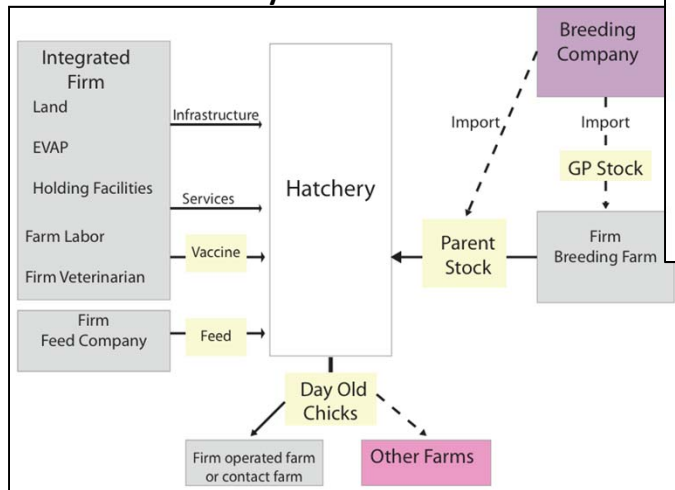 Integrated
Firm
Land
EVAP
Holding Facilities
Farm Labor
Firm Veterinarian
Firm
Feed Company
Infrastructure
Services
Vaccine
Feed
Hatchery
Breeding
Company
Import
Import
GP Stock
Parent
Stock
Firm
Breeding Farm
Day Old
Chicks
Firm operated farm
or contact farm
Other Farms